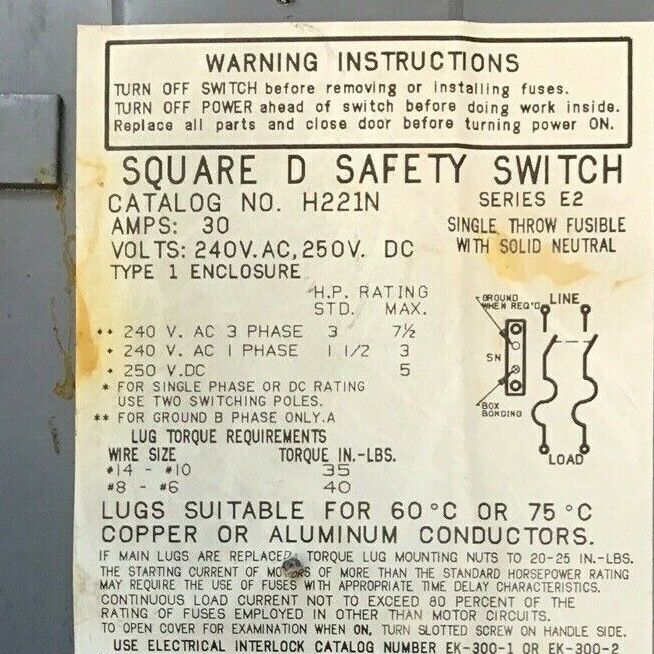 WARNING INSTRUCTIONS
TURN OFF SWITCH before removing or installing fuses.
TURN OFF POWER ahead of switch before doing work inside.
Replace all parts and close door before turning power ON.
SQUARE D SAFETY SWITCH
CATALOG NO. H221N SERIES E2
AMPS: 30 SINGLE THROW FUSIBLE
VOLTS: 240V.AC, 250V. DC WITH SOLID NEUTRAL
TYPE 1 ENCLOSURE
H.P. RATING
STD. MAX.
** 240 V. AC 3 PHASE 3 7½
* 240 V. AC 1 PHASE 1 1/2 3
* 250 V.DC 5
* FOR SINGLE PHASE OR DC RATING
USE TWO SWITCHING POLES.
** FOR GROUND B PHASE ONLY.A
GROUND
WHEN REQ'D
LINE
SN
BOX
BONDING
LOAD
LUG TORQUE REQUIREMENTS
WIRE SIZE TORQUE IN.-LBS.
#14 - #10 35
#8 - #6 40
LUGS SUITABLE FOR 60°C OR 75°C
COPPER OR ALUMINUM CONDUCTORS.
IF MAIN LUGS ARE REPLACED TORQUE LUG MOUNTING NUTS TO 20-25 IN.-LBS.
THE STARTING CURRENT OF MOTORS OF MORE THAN THE STANDARD HORSEPOWER RATING
MAY REQUIRE THE USE OF FUSES WITH APPROPRIATE TIME DELAY CHARACTERISTICS.
CONTINUOUS LOAD CURRENT NOT TO EXCEED 80 PERCENT OF THE
RATING OF FUSES EMPLOYED IN OTHER THAN MOTOR CIRCUITS.
TO OPEN COVER FOR EXAMINATION WHEN ON, TURN SLOTTED SCREW ON HANDLE SIDE.
USE ELECTRICAL INTERLOCK CATALOG NUMBER EK-300-1 OR EK-300-2